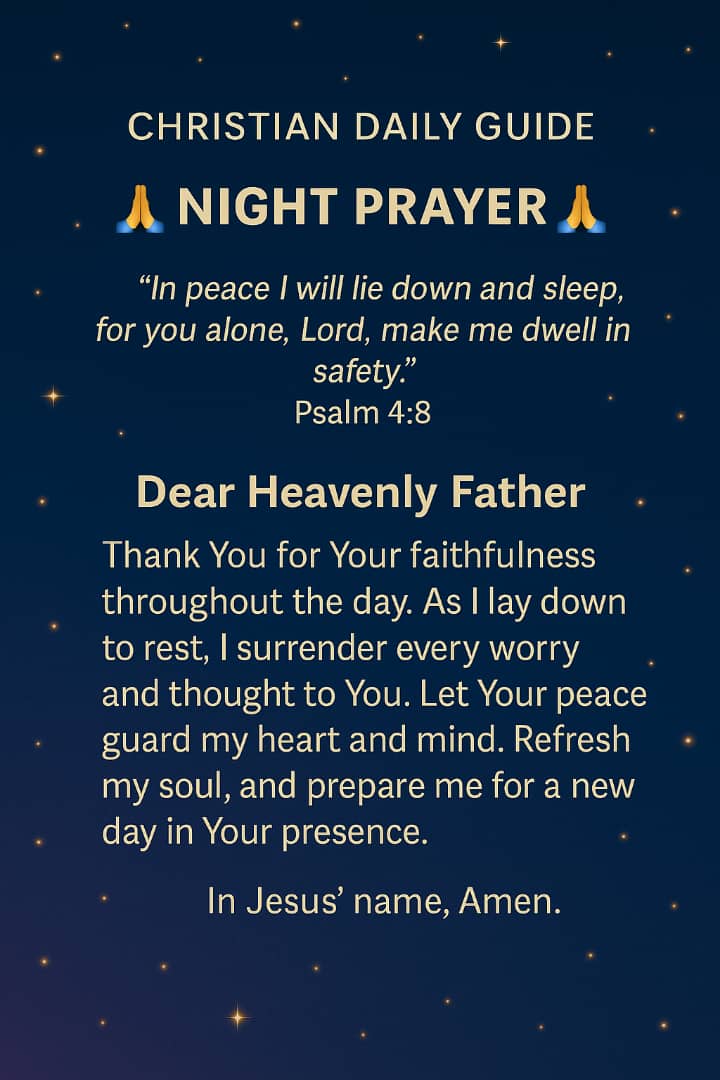 CHRISTIAN DAILY GUIDE
🙏 NIGHT PRAYER 🙏
“In peace I will lie down and sleep,
for you alone, Lord, make me dwell in
safety.”
Psalm 4:8
Dear Heavenly Father
Thank You for Your faithfulness
throughout the day. As I lay down
to rest, I surrender every worry
and thought to You. Let Your peace
guard my heart and mind. Refresh
my soul, and prepare me for a new
day in Your presence.
In Jesus’ name, Amen.